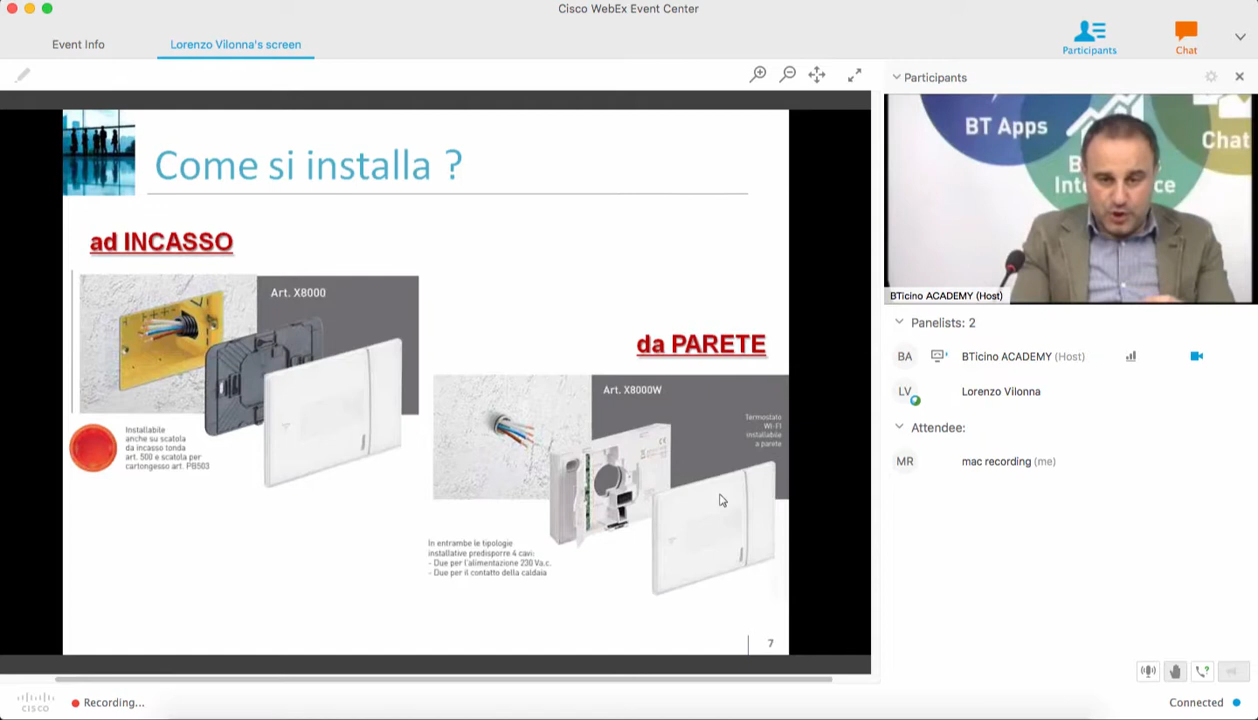 Cisco WebEx Event Center
Event Info
Lorenzo Vilonna's screen
Participants
Chat
Participants
Come si installa ?
ad INCASSO
Art. X8000
Installabile
anche su scatola
da incasso tonda
art. 500 e scatola per
cartongesso art. PB503
da PARETE
Art. X8000W
Termostato
WI-FI
installabile
a parete
In entrambe le tipologie
installative predisporre 4 cavi:
- Due per l'alimentazione 230 Va.c.
- Due per il contatto della caldaia
7
BT Apps
Chat
B
Int ce
BTicino ACADEMY (Host)
Panelists: 2
BA BTicino ACADEMY (Host)
LV Lorenzo Vilonna
Attendee:
MR mac recording (me)
CISCO
Recording...
Connected